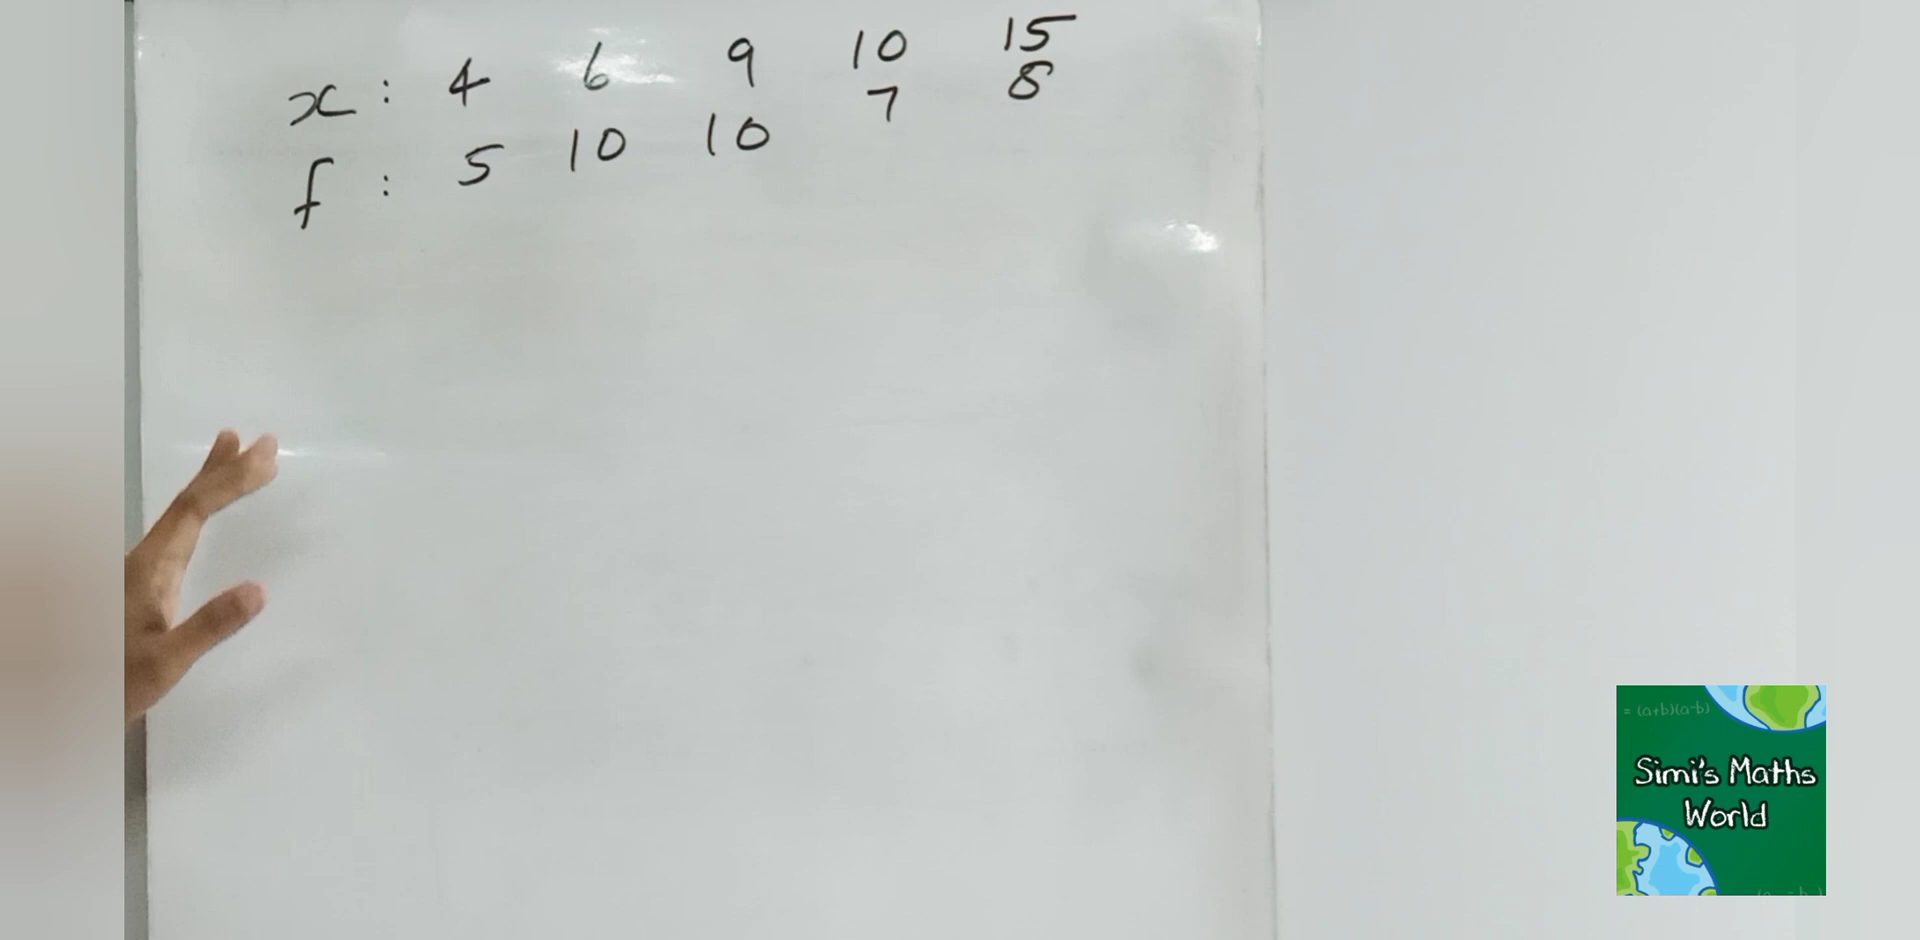 x : 4 6 9 10 15
f : 5 10 10 7 8
= (a+b)(a-b)
Simi's Maths
World